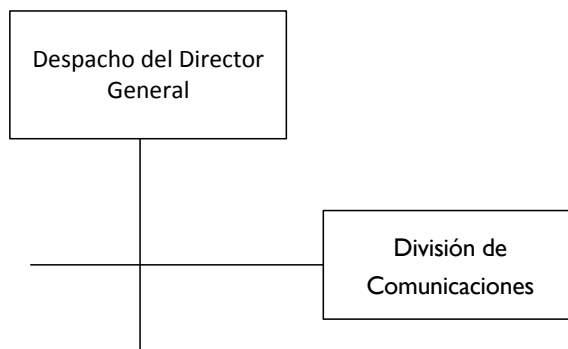 Despacho del Director
General
División de
Comunicaciones